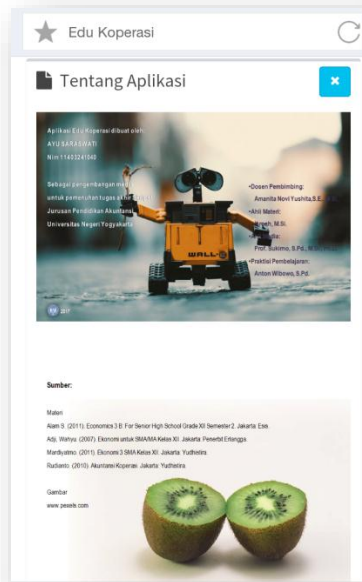 Edu Koperasi
Tentang Aplikasi
Aplikasi Edu Koperasi dibuat oleh:
AYU SARASWATI
Nim 11403241040
Sebagai pengembangan
untuk pemenuhan tugas akhir
Jurusan Pendidikan Akuntansi
Universitas Negeri Yogyakarta
•Dosen Pembimbing:
Amanita Novi Yushita, S.E.,
•Ahli Materi:
M.Si.
Prof. Sukirno, S.Pd.,
•Praktisi Pembelajaran:
Anton Wibowo, S.Pd.
WALL·E
2017
Sumber:
Materi
Alam S. (2011). Economics 3 B: For Senior High School Grade XII Semester 2. Jakarta: Esis.
Adji, Wahyu. (2007). Ekonomi untuk SMA/MA Kelas XII. Jakarta: Penerbit Erlangga.
Mardiyatmo. (2011). Ekonomi 3 SMA Kelas XII. Jakarta: Yudhistira.
Rudianto. (2010). Akuntansi Koperasi. Jakarta: Yudhistira.
Gambar
www.pexels.com